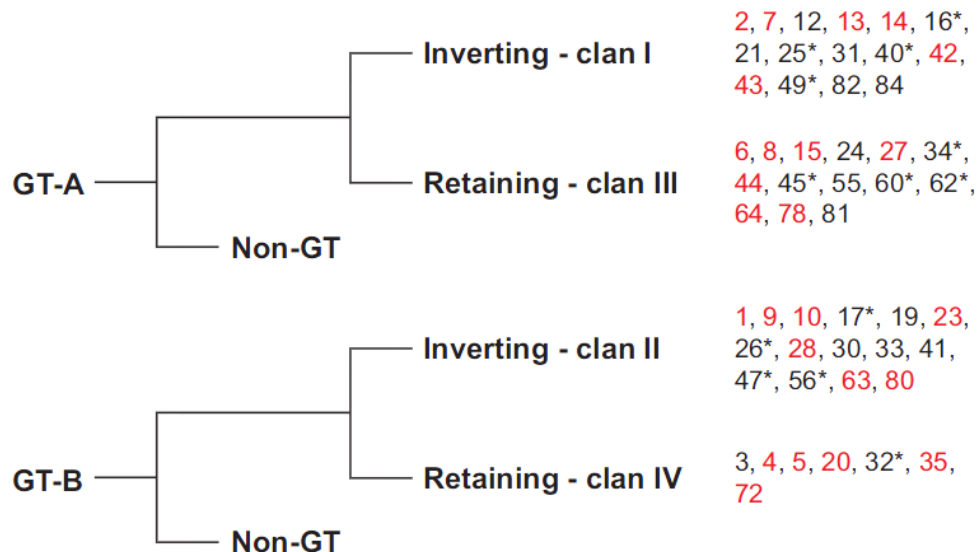 2, 7, 12, 13, 14, 16*,
Inverting - clan I
21, 25*, 31, 40*, 42,
43, 49*, 82, 84
6, 8, 15, 24, 27, 34*,
GT-A
Retaining - clan III
44, 45*, 55, 60*, 62*,
64, 78, 81
Non-GT
1, 9, 10, 17*, 19, 23,
Inverting - clan II
26*, 28, 30, 33, 41,
47*, 56*, 63, 80
3, 4, 5, 20, 32*, 35,
GT-B
Retaining - clan IV
72
Non-GT